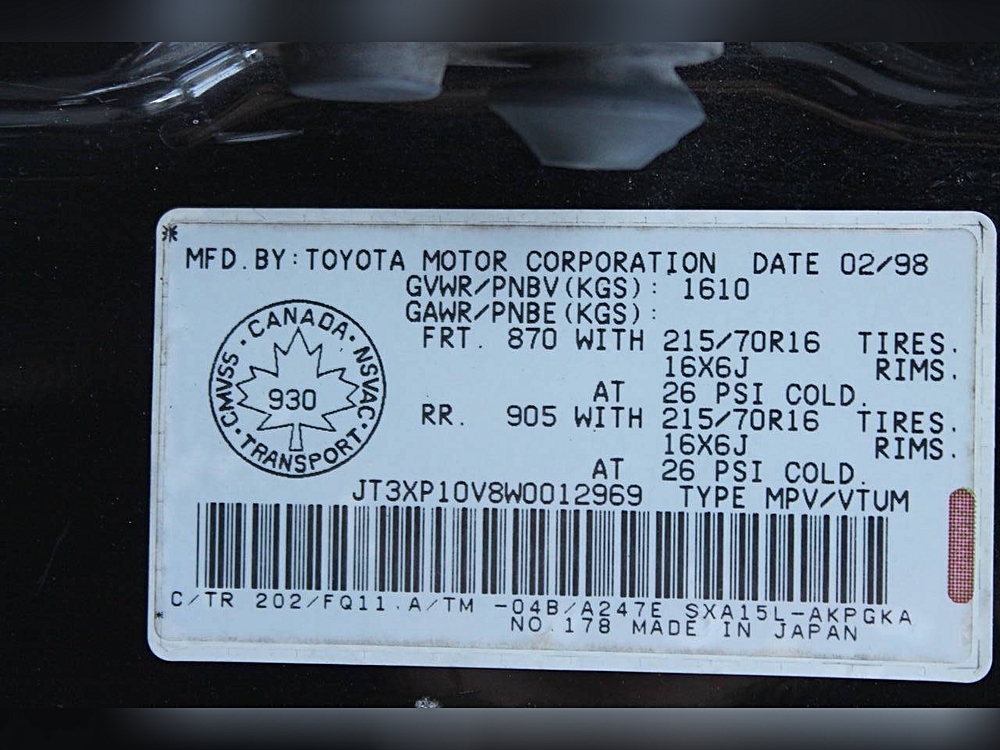 MFD.BY:TOYOTA MOTOR CORPORATION DATE 02/98
GVWR/PNBV(KGS): 1610
GAWR/PNBE(KGS):
FRT. 870 WITH 215/70R16 TIRES.
16X6J RIMS.
AT 26 PSI COLD.
RR. 905 WITH 215/70R16 TIRES.
16X6J RIMS.
AT 26 PSI COLD.
CANADA · NSVAC · TRANSPORT · CMVSS ·
930
JT3XP10V8W0012969 TYPE MPV/VTUM
C/TR 202/FQ11.A/TM -04B/A247E SXA15L-AKPGKA
NO.178 MADE IN JAPAN